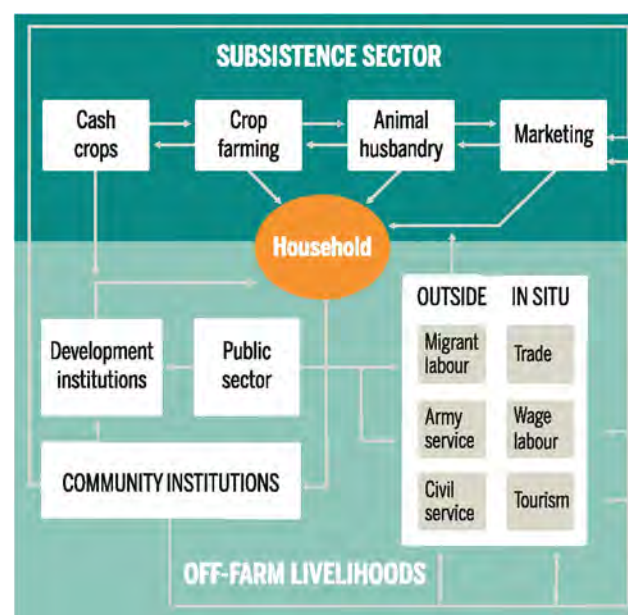 SUBSISTENCE SECTOR
Cash
crops
Crop
farming
Animal
husbandry
Marketing
Household
OUTSIDE
IN SITU
Migrant
labour
Trade
Development
institutions
Public
sector
Army
service
Wage
labour
COMMUNITY INSTITUTIONS
Civil
service
Tourism
OFF-FARM LIVELIHOODS